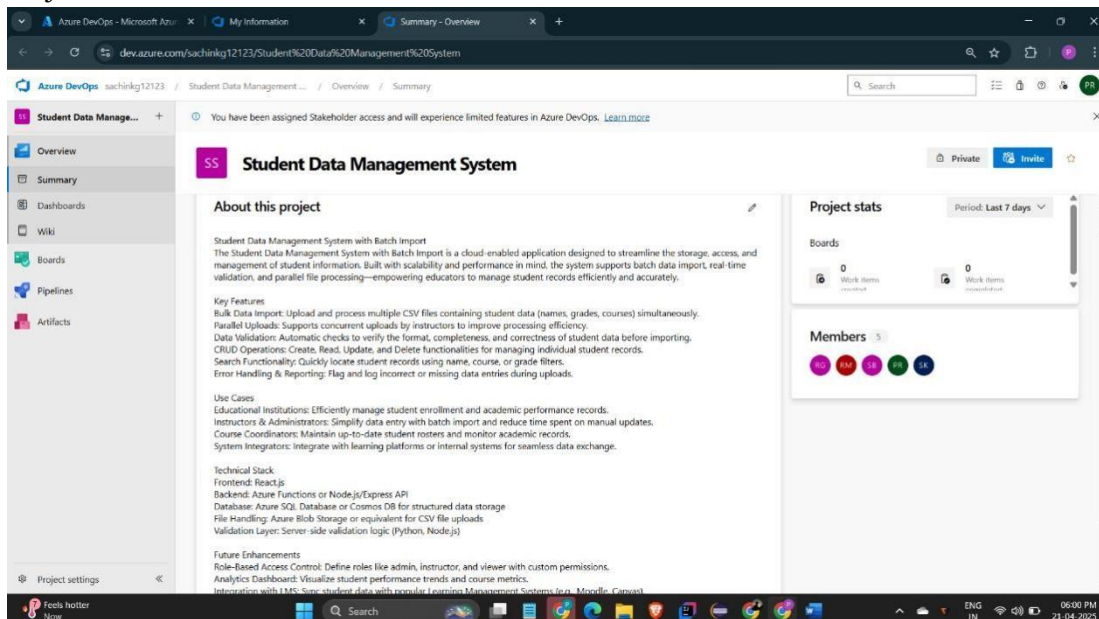 Azure DevOps - Microsoft Azur
My Information
Summary - Overview
dev.azure.com/sachinkg12123/Student%20Data%20Management%20System
Azure DevOps sachinkg12123 / Student Data Management ... / Overview / Summary
Search
PR
SS Student Data Manage...
You have been assigned Stakeholder access and will experience limited features in Azure DevOps. Learn more
Overview
Summary
Dashboards
Wiki
Boards
Pipelines
Artifacts
Project settings
SS Student Data Management System
Private
Invite
About this project
Student Data Management System with Batch Import
The Student Data Management System with Batch Import is a cloud-enabled application designed to streamline the storage, access, and
management of student information. Built with scalability and performance in mind, the system supports batch data import, real-time
validation, and parallel file processing—empowering educators to manage student records efficiently and accurately.
Key Features
Bulk Data Import: Upload and process multiple CSV files containing student data (names, grades, courses) simultaneously.
Parallel Uploads: Supports concurrent uploads by instructors to improve processing efficiency.
Data Validation: Automatic checks to verify the format, completeness, and correctness of student data before importing.
CRUD Operations: Create, Read, Update, and Delete functionalities for managing individual student records.
Search Functionality: Quickly locate student records using name, course, or grade filters.
Error Handling & Reporting: Flag and log incorrect or missing data entries during uploads.
Use Cases
Educational Institutions: Efficiently manage student enrollment and academic performance records.
Instructors & Administrators: Simplify data entry with batch import and reduce time spent on manual updates.
Course Coordinators: Maintain up-to-date student rosters and monitor academic records.
System Integrators: Integrate with learning platforms or internal systems for seamless data exchange.
Technical Stack
Frontend: React.js
Backend: Azure Functions or Node.js/Express API
Database: Azure SQL Database or Cosmos DB for structured data storage
File Handling: Azure Blob Storage or equivalent for CSV file uploads
Validation Layer: Server-side validation logic (Python, Node.js)
Future Enhancements
Role-Based Access Control: Define roles like admin, instructor, and viewer with custom permissions.
Analytics Dashboard: Visualize student performance trends and course metrics.
Integration with LMS: Sync student data with popular Learning Management Systems (e.g., Moodle, Canvas).
Project stats
Period: Last 7 days
Boards
0
Work items
created
0
Work items
completed
Members 5
RG RM SB PR SK
Feels hotter
Now
Search
ENG
IN
06:00 PM
21-04-2025